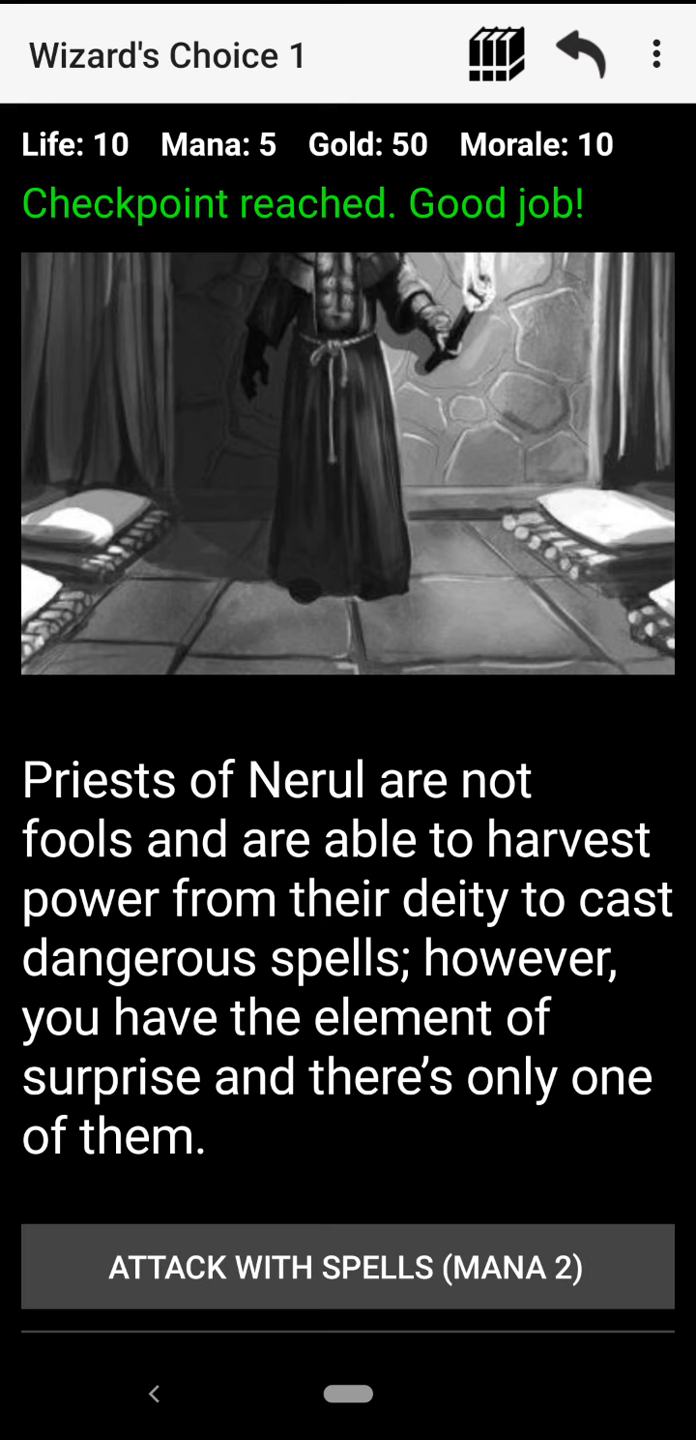 Wizard's Choice 1
Life: 10 Mana: 5 Gold: 50 Morale: 10
Checkpoint reached. Good job!
Priests of Nerul are not
fools and are able to harvest
power from their deity to cast
dangerous spells; however,
you have the element of
surprise and there’s only one
of them.
ATTACK WITH SPELLS (MANA 2)